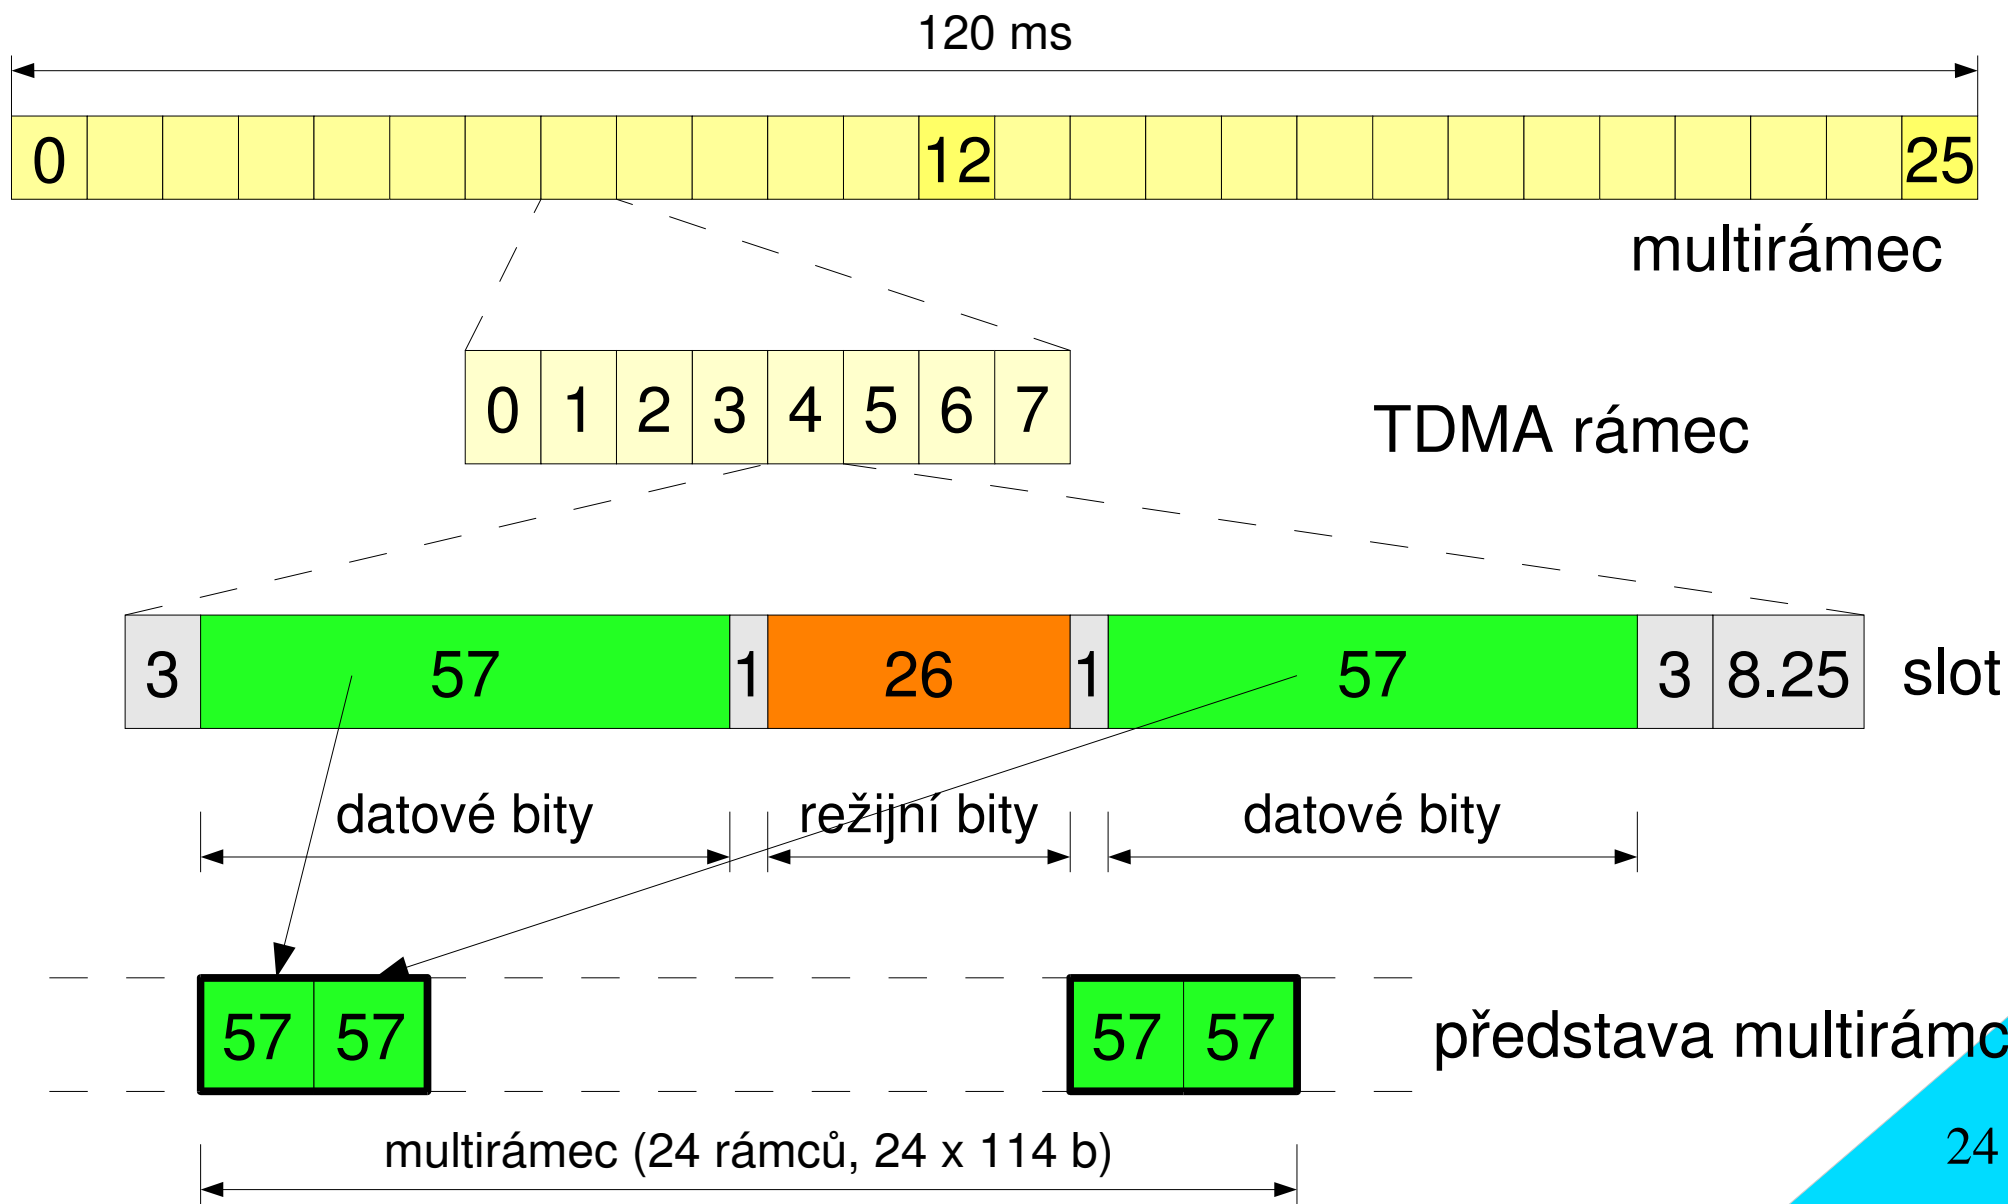 120 ms
0 12 25
multirámec
0 1 2 3 4 5 6 7
TDMA rámec
3 57 1 26 1 57 3 8.25 slot
datové bity režijní bity datové bity
57 57 57 57 představa multirámc
multirámec (24 rámců, 24 x 114 b)
24